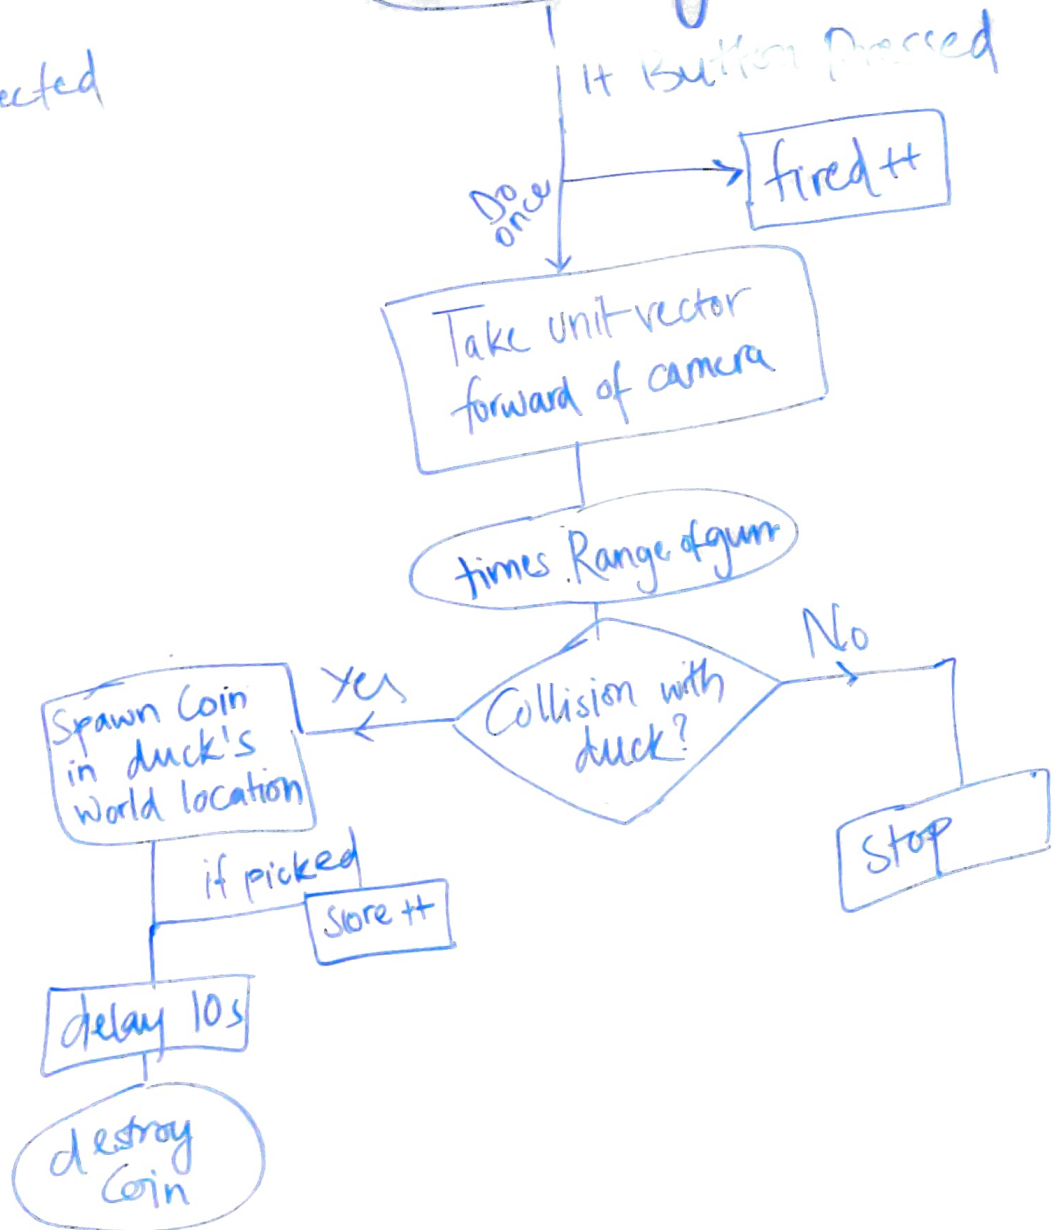 ected
If Button Pressed
fired ++
Do
once
Take unit vector
forward of camera
times Range of gun
No
Yes
Collision with
duck?
Spawn Coin
in duck's
world location
Stop
if picked
Score ++
delay 10s
destroy
Coin